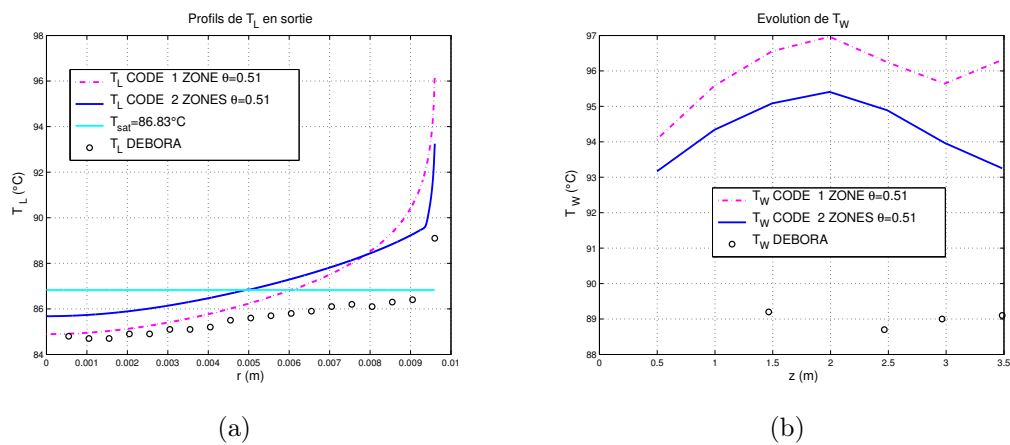 Profils de T_L en sortie
98
96
94
92
90
88
86
84
T_L (°C)
T_L CODE 1 ZONE θ=0.51
T_L CODE 2 ZONES θ=0.51
T_sat=86.83°C
T_L DEBORA
0 0.001 0.002 0.003 0.004 0.005 0.006 0.007 0.008 0.009 0.01
r (m)
(a)
Evolution de T_W
97
96
95
94
93
92
91
90
89
88
T_W (°C)
T_W CODE 1 ZONE θ=0.51
T_W CODE 2 ZONES θ=0.51
T_W DEBORA
0 0.5 1 1.5 2 2.5 3 3.5
z (m)
(b)